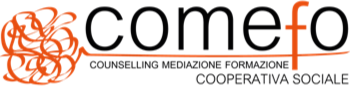 comefo
COUNSELLING MEDIAZIONE FORMAZIONE
COOPERATIVA SOCIALE